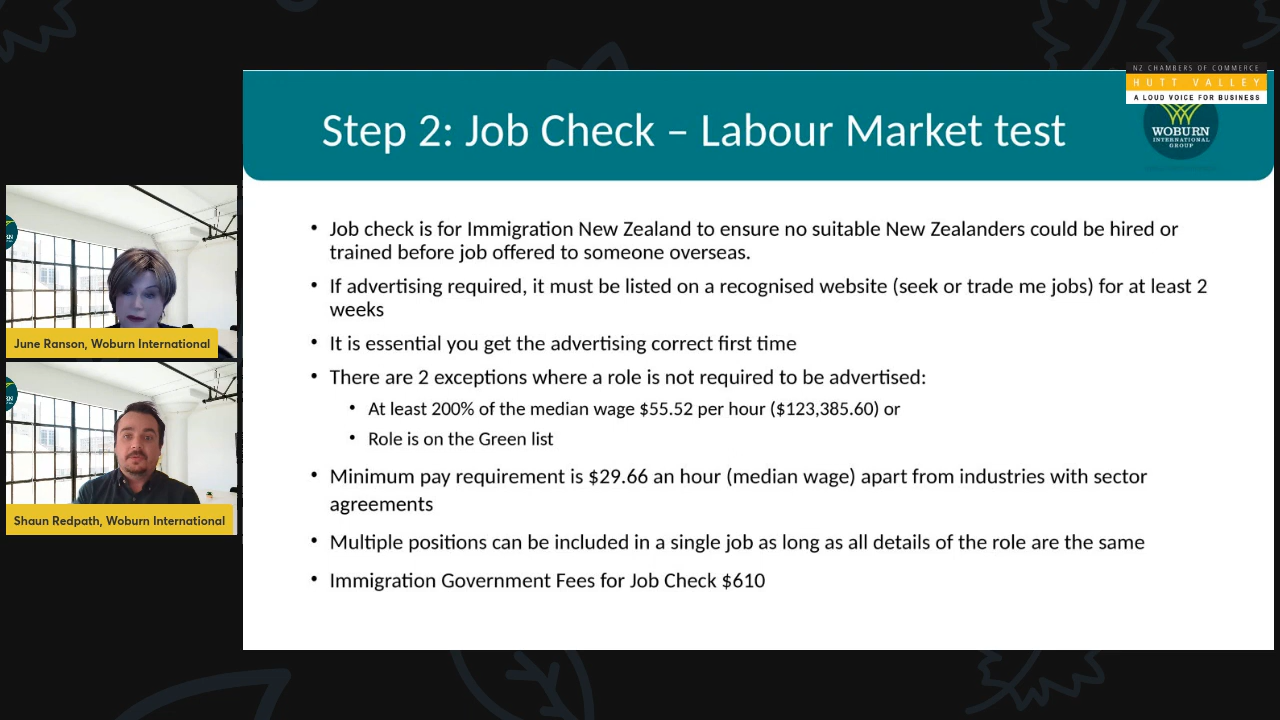 NZ CHAMBERS OF COMMERCE
HUTT VALLEY
A LOUD VOICE FOR BUSINESS
WOBURN
INTERNATIONAL
GROUP
Step 2: Job Check – Labour Market test
• Job check is for Immigration New Zealand to ensure no suitable New Zealanders could be hired or
trained before job offered to someone overseas.
• If advertising required, it must be listed on a recognised website (seek or trade me jobs) for at least 2
weeks
• It is essential you get the advertising correct first time
• There are 2 exceptions where a role is not required to be advertised:
• At least 200% of the median wage $55.52 per hour ($123,385.60) or
• Role is on the Green list
• Minimum pay requirement is $29.66 an hour (median wage) apart from industries with sector
agreements
• Multiple positions can be included in a single job as long as all details of the role are the same
• Immigration Government Fees for Job Check $610
June Ranson, Woburn International
Shaun Redpath, Woburn International